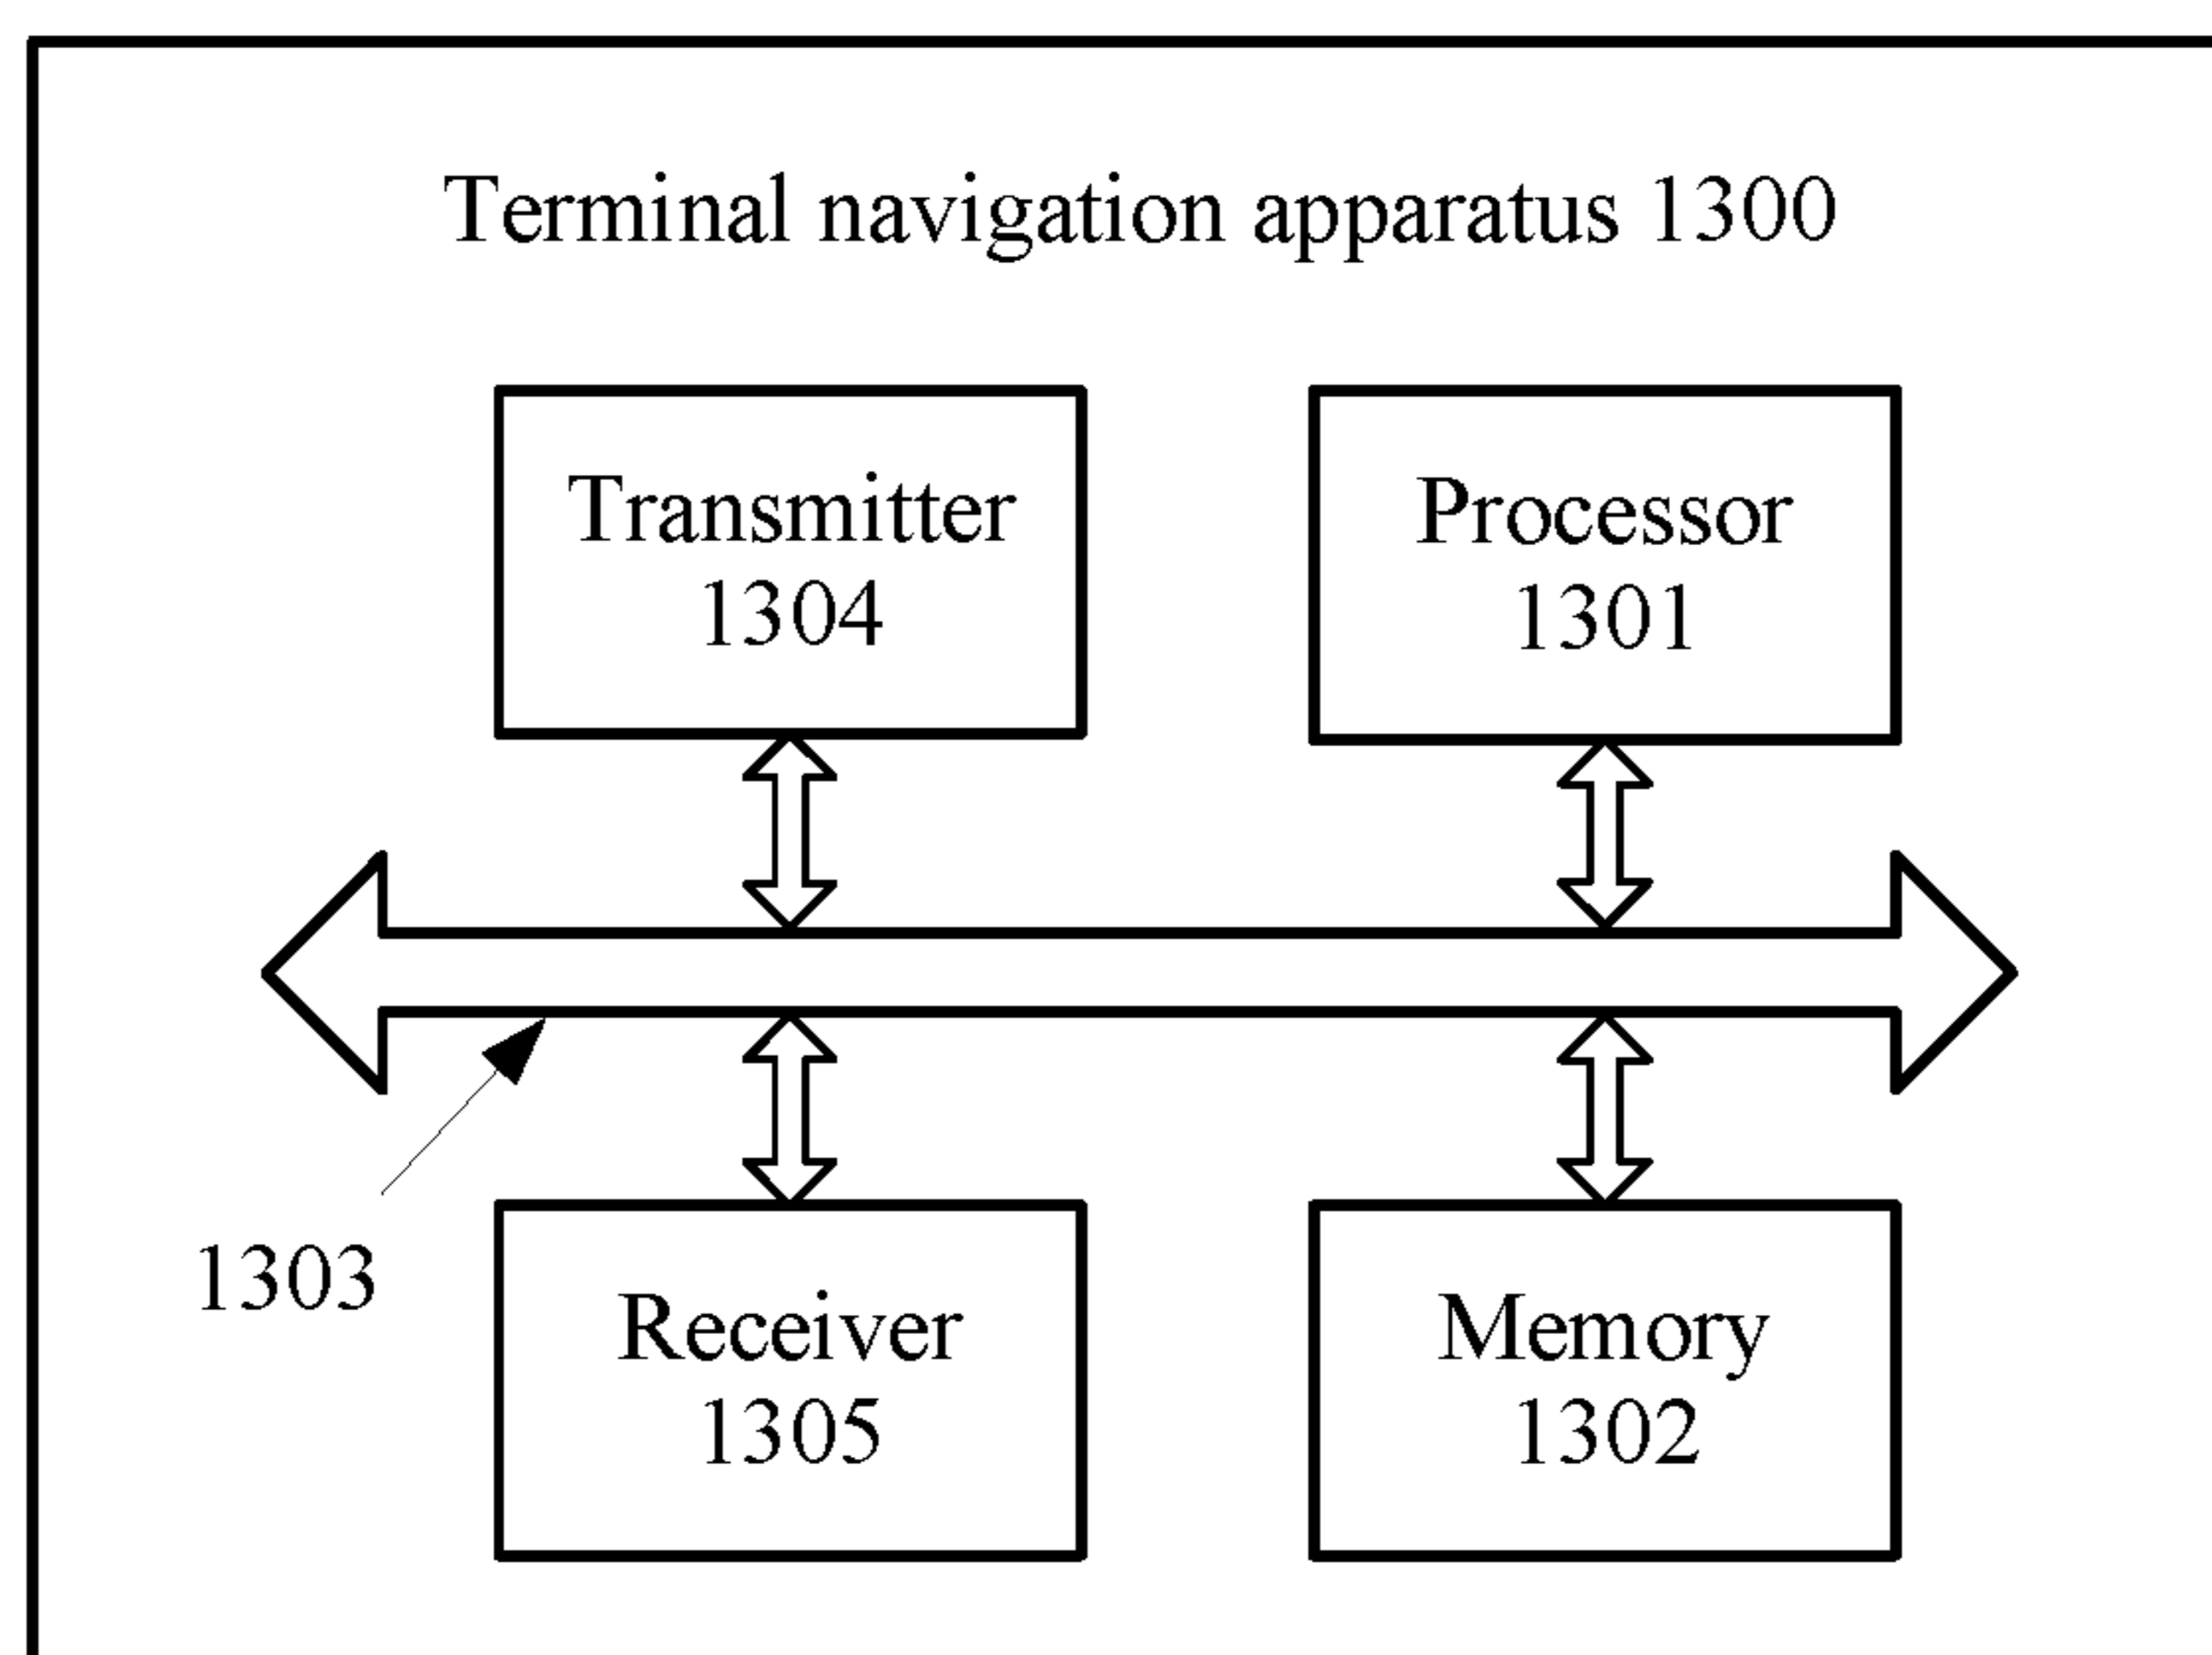 Terminal navigation apparatus 1300
Transmitter
1304
Processor
1301
1303
Receiver
1305
Memory
1302